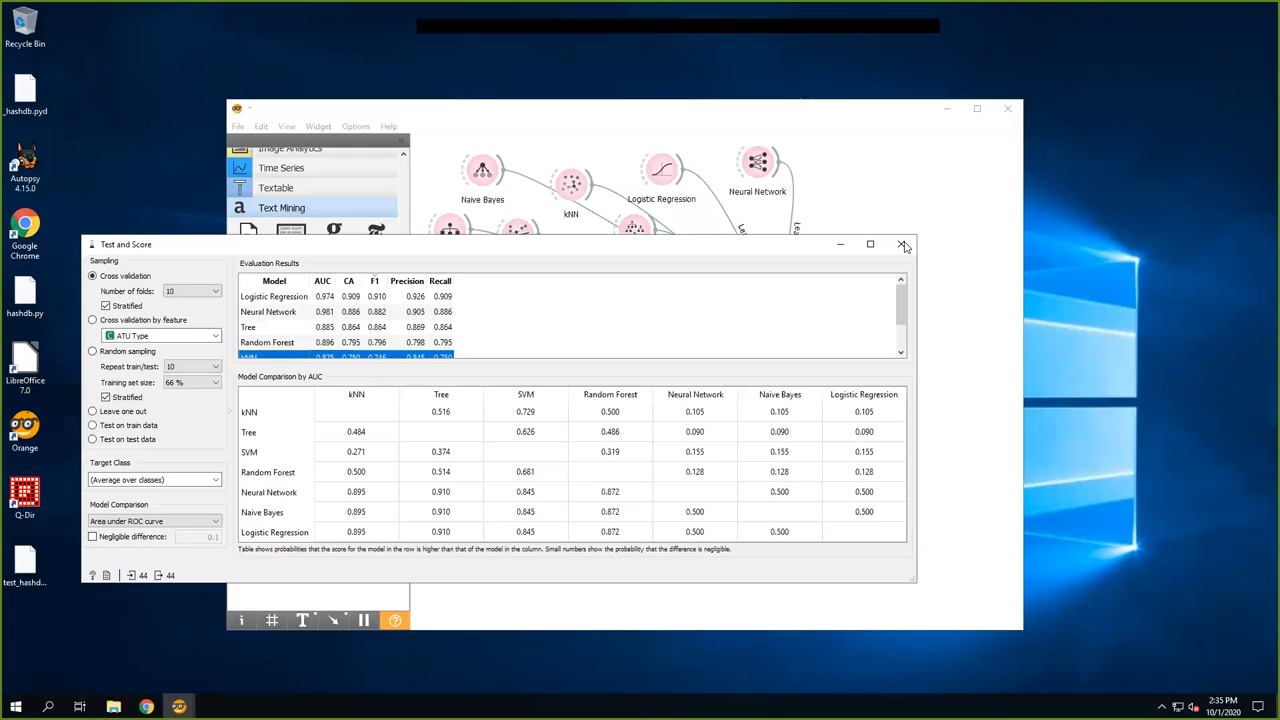 Recycle Bin
_hashdb.pyd
Autopsy
4.15.0
Google
Chrome
hashdb.py
LibreOffice
7.0
Orange
Q-Dir
test_hashd...
File Edit View Widget Options Help
Image Analytics
Time Series
Textable
Text Mining
Naive Bayes
kNN
Logistic Regression
Neural Network
Test and Score
Sampling
Cross validation
Number of folds: 10
Stratified
Cross validation by feature
C ATU Type
Random sampling
Repeat train/test: 10
Training set size: 66 %
Stratified
Leave one out
Test on train data
Test on test data
Target Class
(Average over classes)
Model Comparison
Area under ROC curve
Negligible difference: 0.1
? 44 44
Evaluation Results
Model AUC CA F1 Precision Recall
Logistic Regression 0.974 0.909 0.910 0.926 0.909
Neural Network 0.981 0.886 0.882 0.905 0.886
Tree 0.885 0.864 0.864 0.869 0.864
Random Forest 0.896 0.795 0.796 0.798 0.795
kNN 0.875 0.750 0.746 0.845 0.750
Model Comparison by AUC
kNN Tree SVM Random Forest Neural Network Naive Bayes Logistic Regression
kNN 0.516 0.729 0.500 0.105 0.105 0.105
Tree 0.484 0.626 0.486 0.090 0.090 0.090
SVM 0.271 0.374 0.319 0.155 0.155 0.155
Random Forest 0.500 0.514 0.681 0.128 0.128 0.128
Neural Network 0.895 0.910 0.845 0.872 0.500 0.500
Naive Bayes 0.895 0.910 0.845 0.872 0.500 0.500
Logistic Regression 0.895 0.910 0.845 0.872 0.500 0.500
Table shows probabilities that the score for the model in the row is higher than that of the model in the column. Small numbers show the probability that the difference is negligible.
2:35 PM
10/1/2020